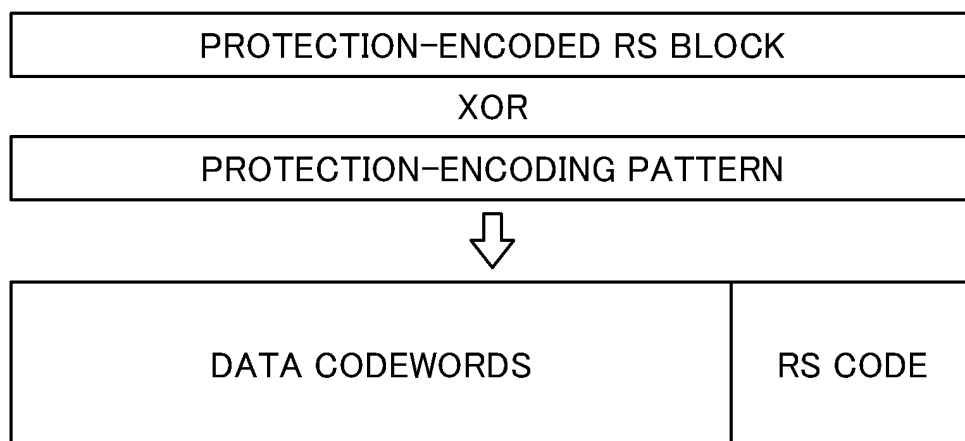 PROTECTION-ENCODED RS BLOCK
XOR
PROTECTION-ENCODING PATTERN
DATA CODEWORDS
RS CODE